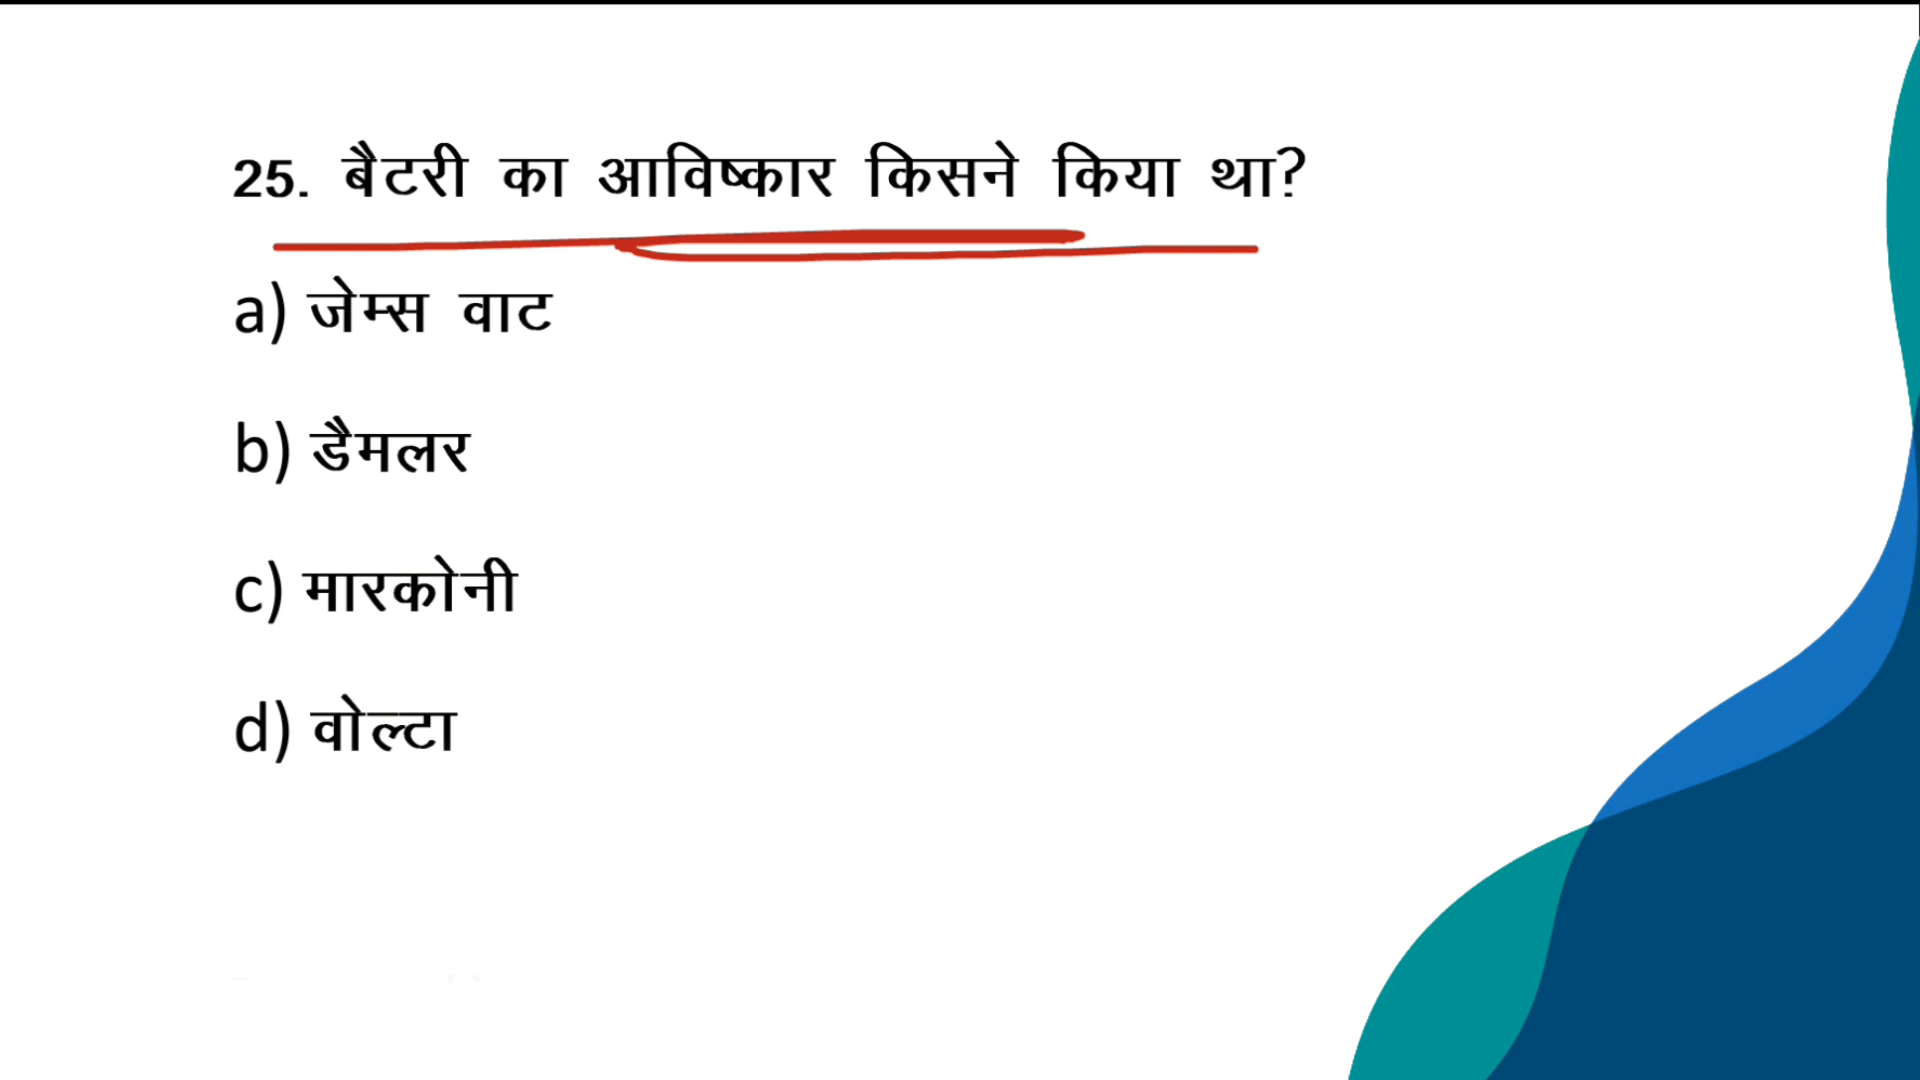 25. बैटरी का आविष्कार किसने किया था?
a) जेम्स वाट
b) डैमलर
c) मारकोनी
d) वोल्टा